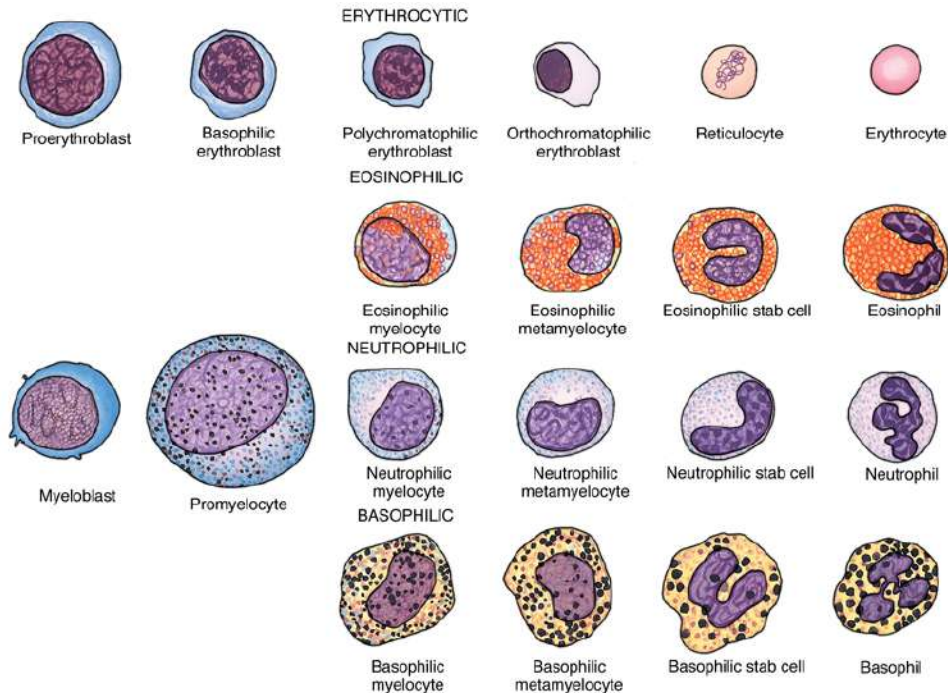 ERYTHROCYTIC
Proerythroblast
Basophilic
erythroblast
Polychromatophilic
erythroblast
Orthochromatophilic
erythroblast
Reticulocyte
Erythrocyte
EOSINOPHILIC
Eosinophilic
myelocyte
Eosinophilic
metamyelocyte
Eosinophilic stab cell
Eosinophil
NEUTROPHILIC
Myeloblast
Promyelocyte
Neutrophilic
myelocyte
Neutrophilic
metamyelocyte
Neutrophilic stab cell
Neutrophil
BASOPHILIC
Basophilic
myelocyte
Basophilic
metamyelocyte
Basophilic stab cell
Basophil